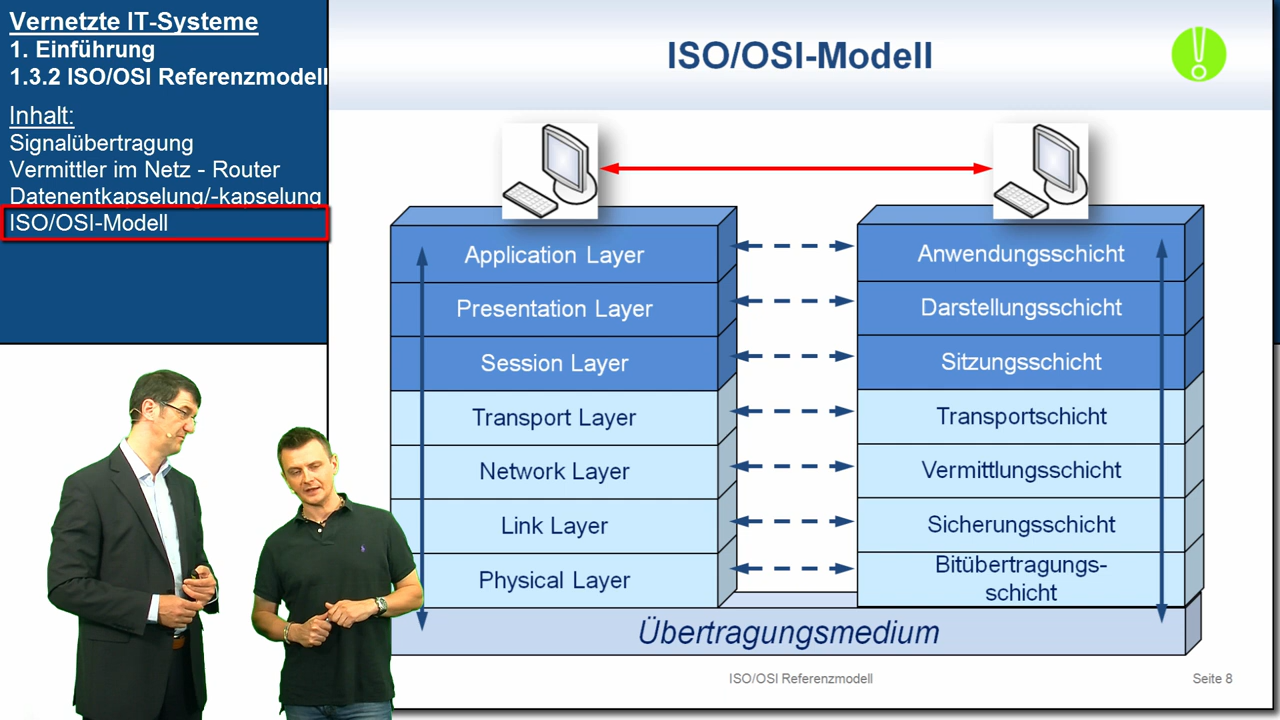 Vernetzte IT-Systeme
1. Einführung
1.3.2 ISO/OSI Referenzmodell
Inhalt:
Signalübertragung
Vermittler im Netz - Router
Datenentkapselung/-kapselung
ISO/OSI-Modell
ISO/OSI-Modell
Application Layer
Presentation Layer
Session Layer
Transport Layer
Network Layer
Link Layer
Physical Layer
Anwendungsschicht
Darstellungsschicht
Sitzungsschicht
Transportschicht
Vermittlungsschicht
Sicherungsschicht
Bitübertragungs-
schicht
Übertragungsmedium
ISO/OSI Referenzmodell
Seite 8